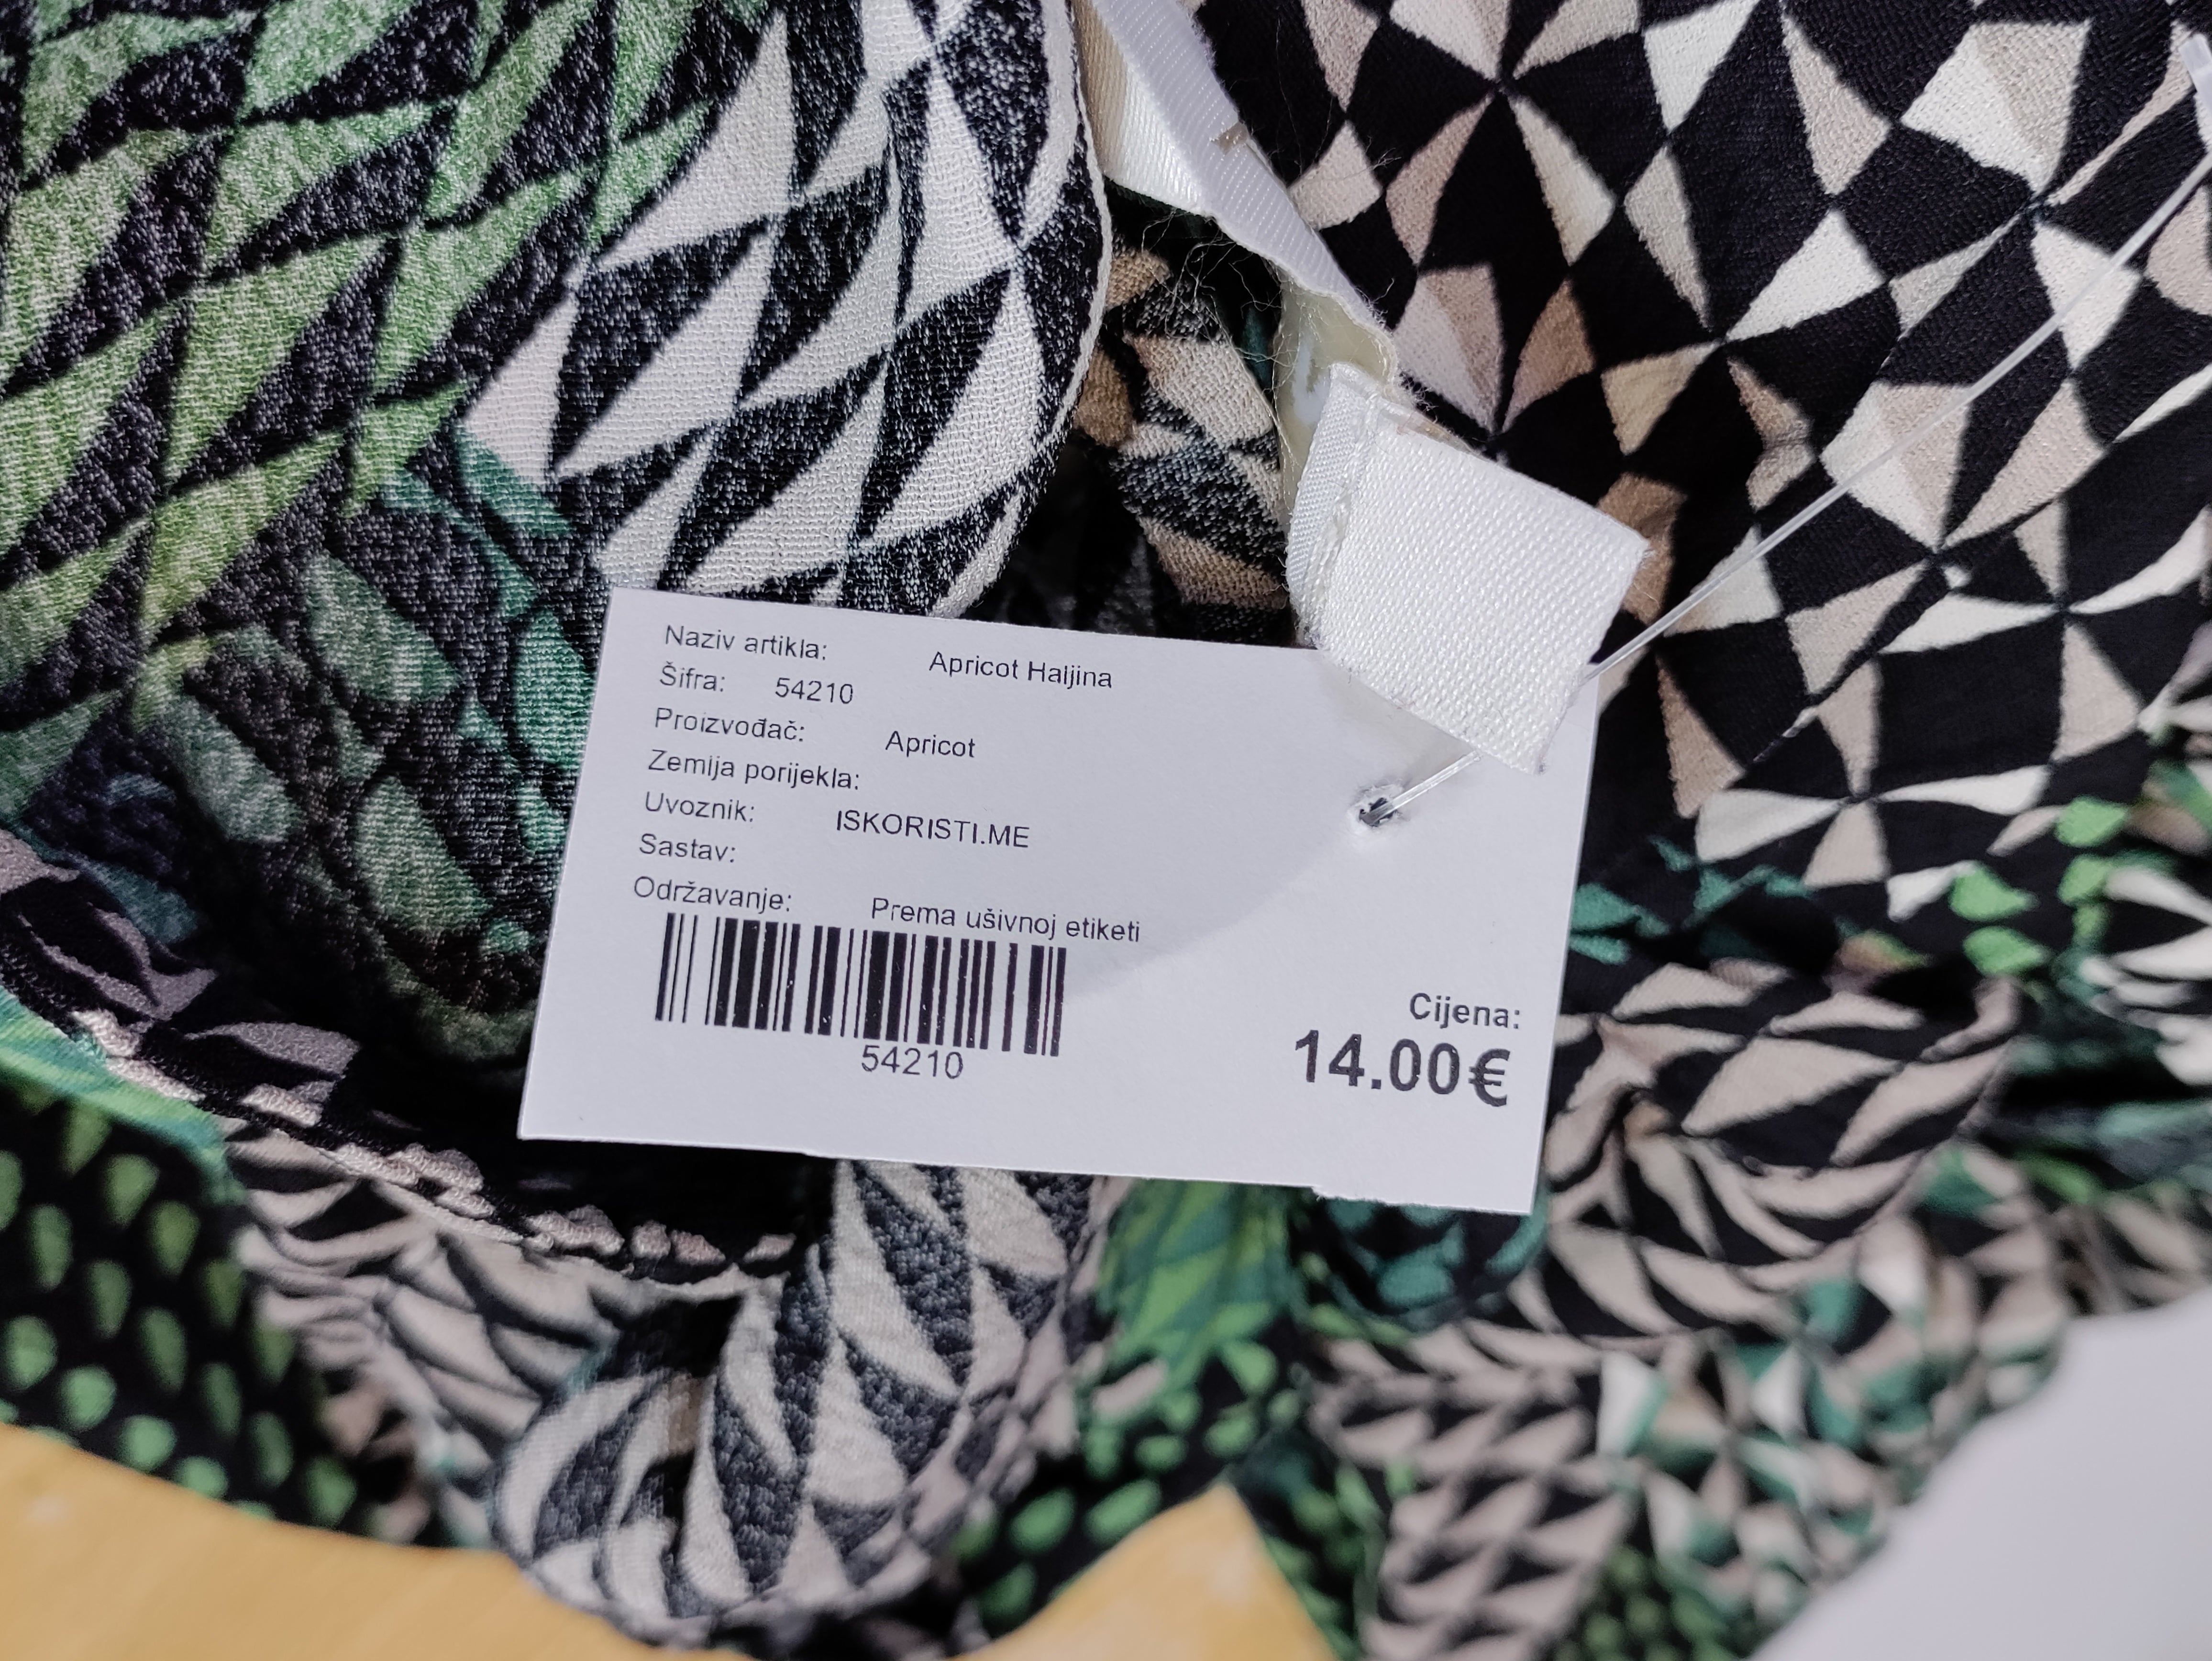 Naziv artikla: Apricot Haljina
Šifra: 54210
Proizvođač: Apricot
Zemlja porijekla:
Uvoznik: ISKORISTI.ME
Sastav:
Održavanje: Prema ušivnoj etiketi
54210
Cijena:
14.00€